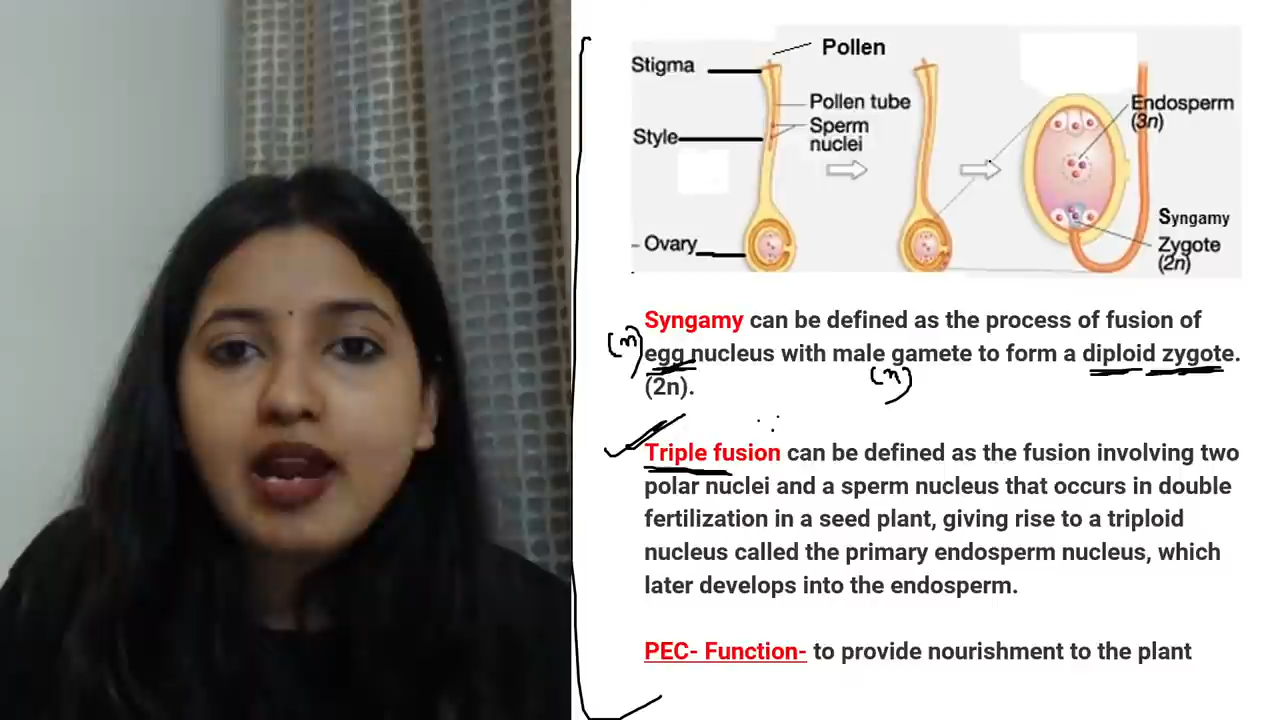 Pollen
Stigma
Pollen tube
Sperm
nuclei
Style
Endosperm
(3n)
Syngamy
Ovary
Zygote
(2n)
Syngamy can be defined as the process of fusion of
(n)
egg nucleus with male gamete to form a diploid zygote.
(n)
(2n).
Triple fusion can be defined as the fusion involving two
polar nuclei and a sperm nucleus that occurs in double
fertilization in a seed plant, giving rise to a triploid
nucleus called the primary endosperm nucleus, which
later develops into the endosperm.
PEC- Function- to provide nourishment to the plant